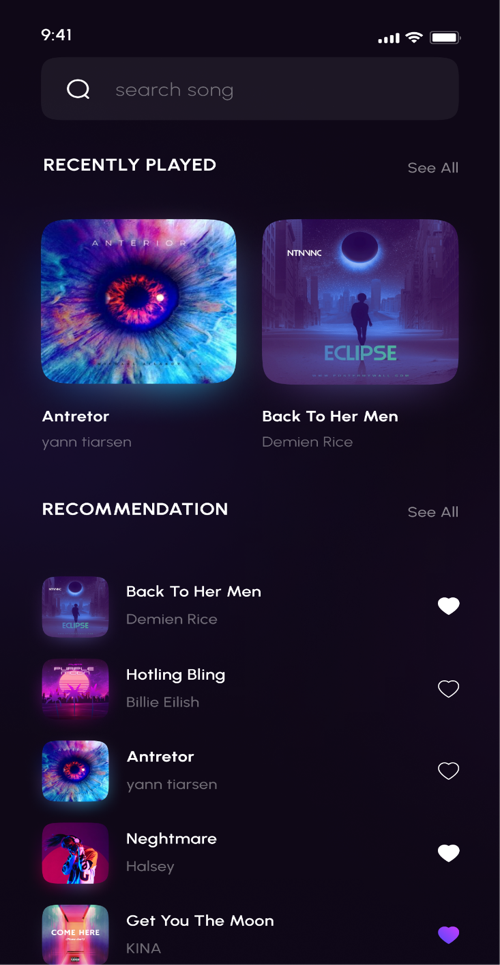 9:41
search song
RECENTLY PLAYED
See All
ANTERIOR
NTNVNC
ECLIPSE
Antretor
yann tiarsen
Back To Her Men
Demien Rice
RECOMMENDATION
See All
ECLIPSE
Back To Her Men
Demien Rice
PURPLE
Hotling Bling
Billie Eilish
Antretor
yann tiarsen
Neghtmare
Halsey
COME HERE
Get You The Moon
KINA